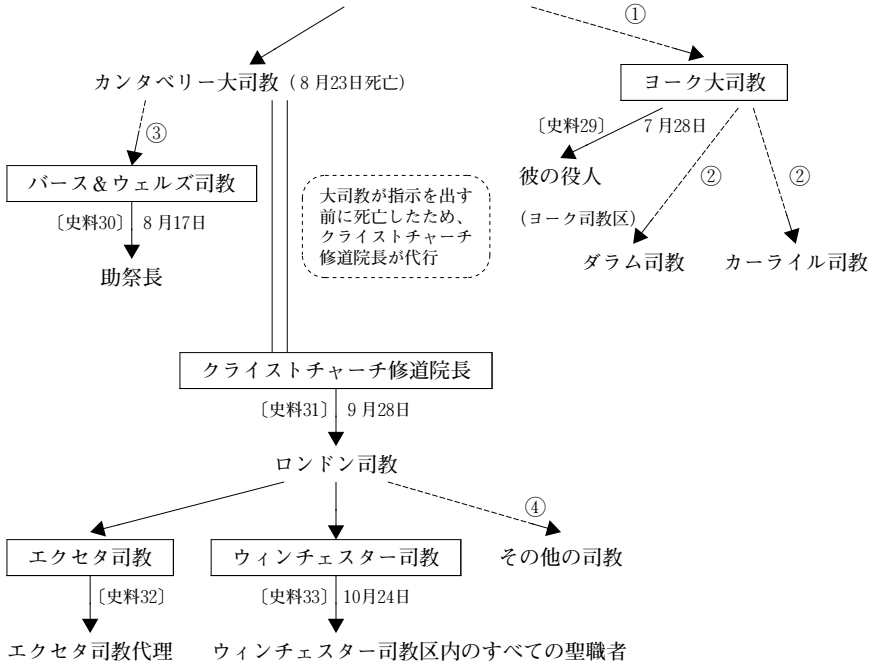 ①
カンタベリー大司教(8月23日死亡)
ヨーク大司教
③
〔史料29〕 7月28日
バース&ウェルズ司教
彼の役人
②
②
大司教が指示を出す
前に死亡したため、
クライストチャーチ
修道院長が代行
〔史料30〕 8月17日
(ヨーク司教区)
助祭長
ダラム司教
カーライル司教
クライストチャーチ修道院長
〔史料31〕 9月28日
ロンドン司教
④
エクセタ司教
ウィンチェスター司教
その他の司教
〔史料32〕
〔史料33〕 10月24日
エクセタ司教代理
ウィンチェスター司教区内のすべての聖職者